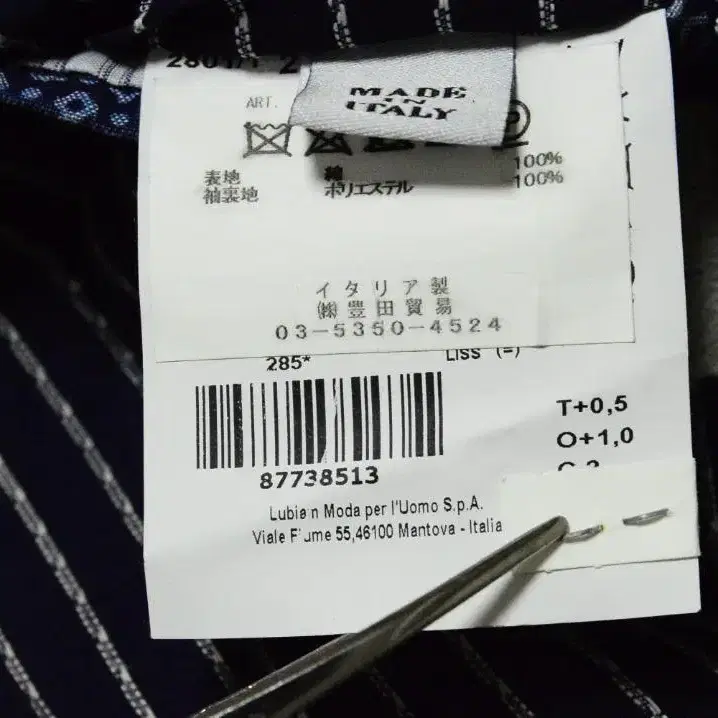 2
MADE
IN
ITALY
ART.
表地 綿 100%
袖裏地 ポリエステル 100%
イタリア製
㈱豊田貿易
03-5350-4524
285* LISS (=)
87738513
T+0,5
O+1,0
Lubian Moda per l'Uomo S.p.A.
Viale Fiume 55,46100 Mantova - Italia